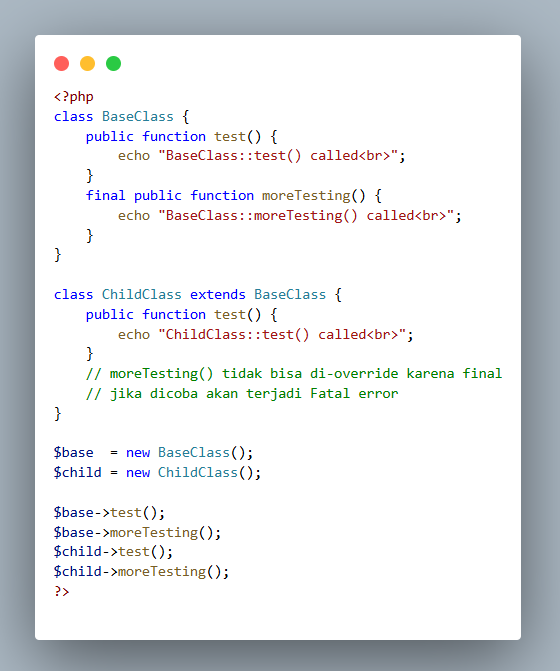 <?php
class BaseClass {
    public function test() {
        echo "BaseClass::test() called<br>";
    }
    final public function moreTesting() {
        echo "BaseClass::moreTesting() called<br>";
    }
}

class ChildClass extends BaseClass {
    public function test() {
        echo "ChildClass::test() called<br>";
    }
    // moreTesting() tidak bisa di-override karena final
    // jika dicoba akan terjadi Fatal error
}

$base  = new BaseClass();
$child = new ChildClass();

$base->test();
$base->moreTesting();
$child->test();
$child->moreTesting();
?>